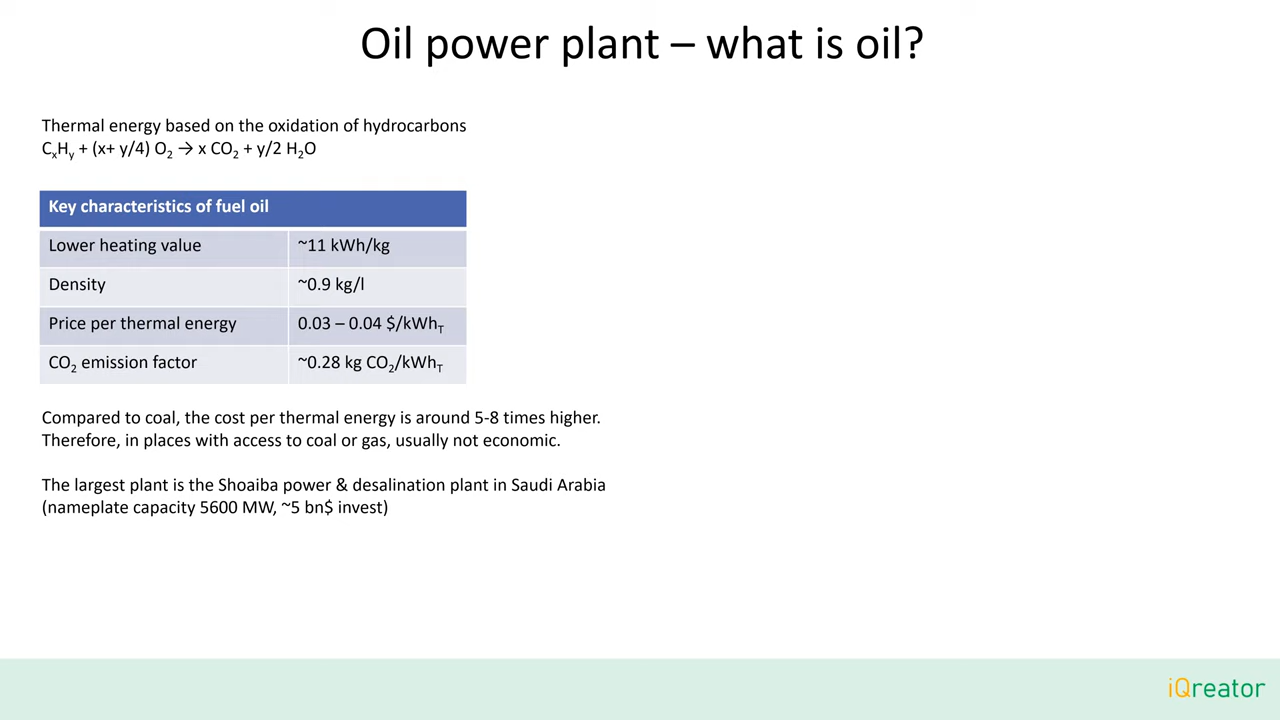 Oil power plant – what is oil?
Thermal energy based on the oxidation of hydrocarbons
CₓHᵧ + (x+ y/4) O₂ → x CO₂ + y/2 H₂O
Key characteristics of fuel oil
Lower heating value ~11 kWh/kg
Density ~0.9 kg/l
Price per thermal energy 0.03 – 0.04 $/kWh_T
CO₂ emission factor ~0.28 kg CO₂/kWh_T
Compared to coal, the cost per thermal energy is around 5-8 times higher.
Therefore, in places with access to coal or gas, usually not economic.
The largest plant is the Shoaiba power & desalination plant in Saudi Arabia
(nameplate capacity 5600 MW, ~5 bn$ invest)
iQreator